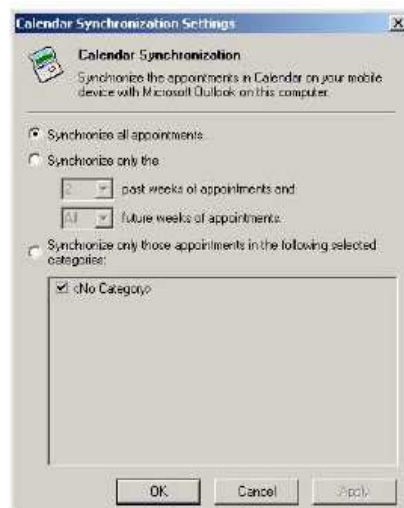 Calendar Synchronization Settings
Calendar Synchronization
Synchronize the appointments in Calendar on your mobile
device with Microsoft Outlook on this computer.
Synchronize all appointments.
Synchronize only the
2 past weeks of appointments and
All future weeks of appointments.
Synchronize only those appointments in the following selected
categories:
<No Category>
OK Cancel Apply